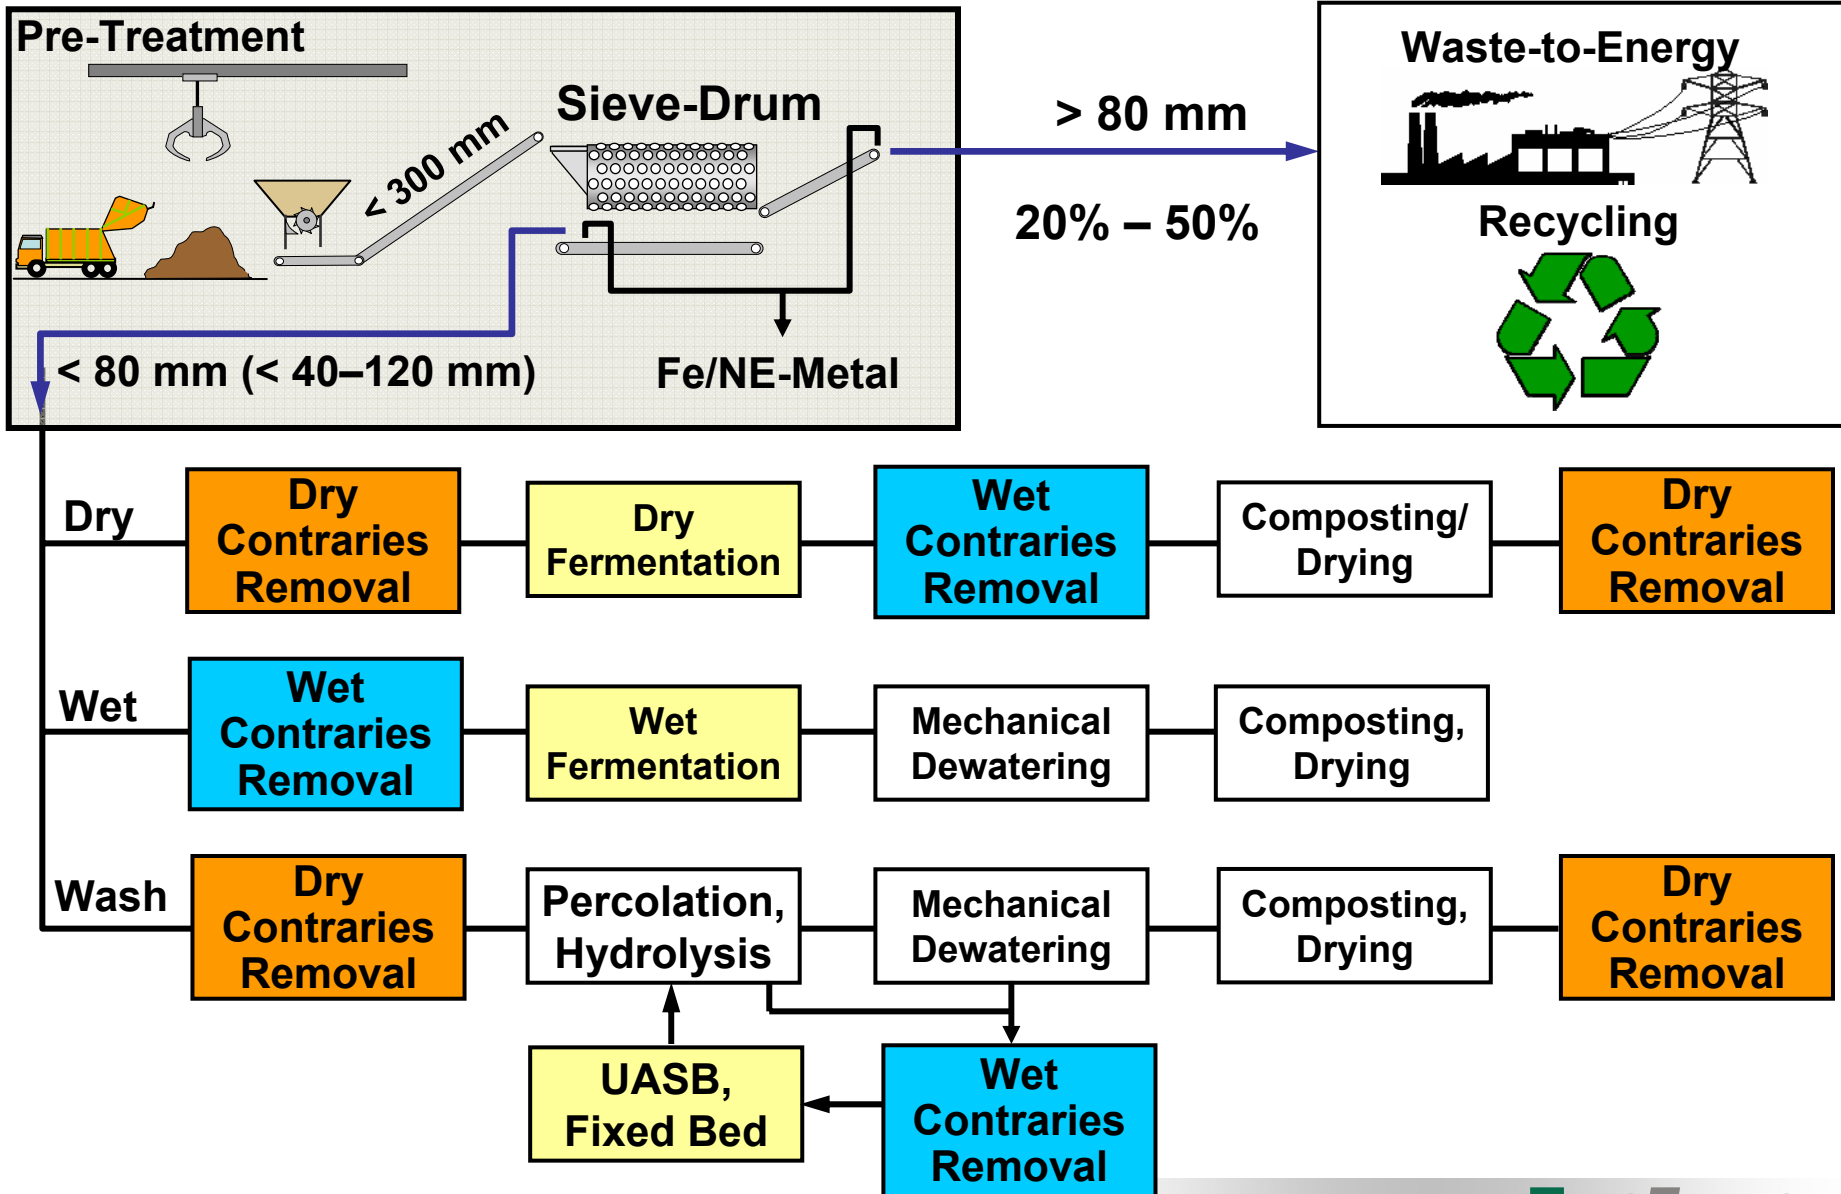 Pre-Treatment
Sieve-Drum
< 300 mm
< 80 mm (< 40–120 mm)
Fe/NE-Metal
> 80 mm
20% – 50%
Waste-to-Energy
Recycling
Dry
Dry
Contraries
Removal
Dry
Fermentation
Wet
Contraries
Removal
Composting/
Drying
Dry
Contraries
Removal
Wet
Wet
Contraries
Removal
Wet
Fermentation
Mechanical
Dewatering
Composting,
Drying
Wash
Dry
Contraries
Removal
Percolation,
Hydrolysis
Mechanical
Dewatering
Composting,
Drying
Dry
Contraries
Removal
UASB,
Fixed Bed
Wet
Contraries
Removal